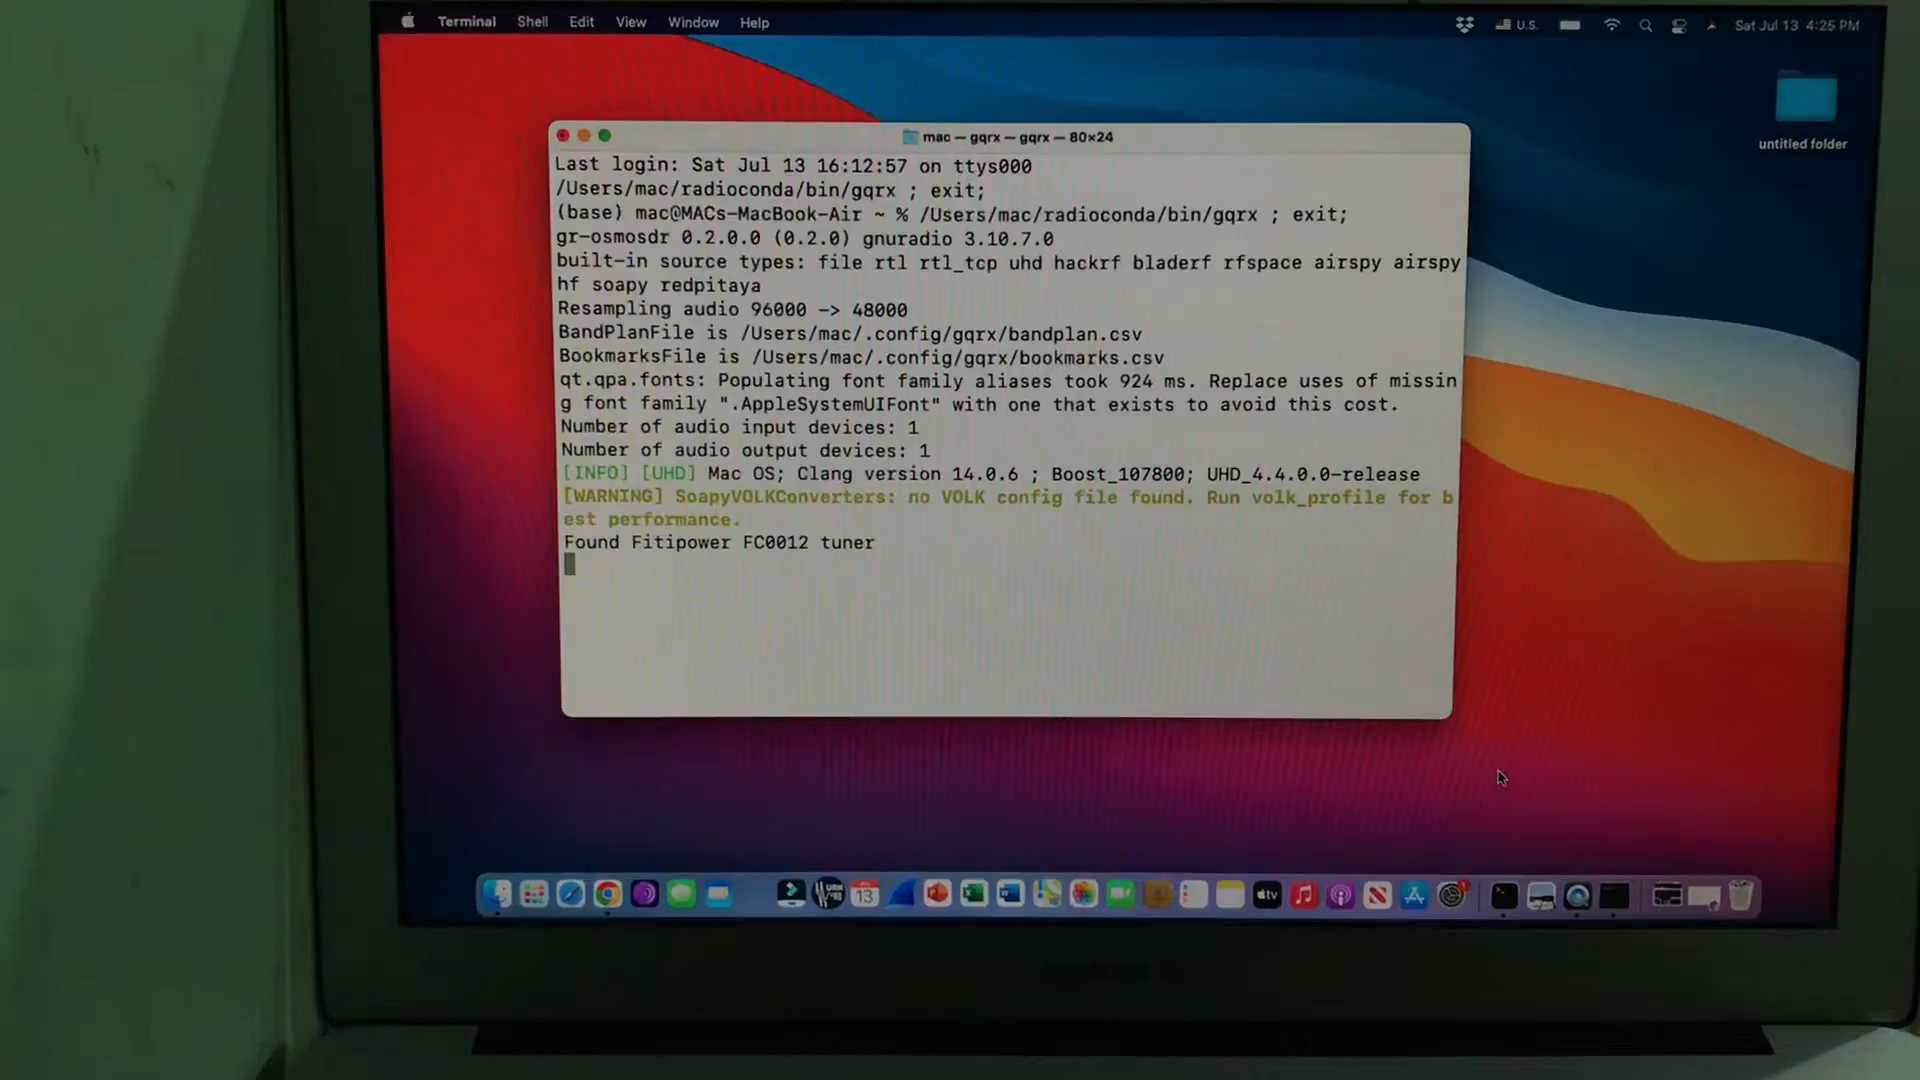 Terminal Shell Edit View Window Help U.S. Sat Jul 13 4:25 PM
untitled folder
mac — gqrx — gqrx — 80×24
Last login: Sat Jul 13 16:12:57 on ttys000
/Users/mac/radioconda/bin/gqrx ; exit;
(base) mac@MACs-MacBook-Air ~ % /Users/mac/radioconda/bin/gqrx ; exit;
gr-osmosdr 0.2.0.0 (0.2.0) gnuradio 3.10.7.0
built-in source types: file rtl rtl_tcp uhd hackrf bladerf rfspace airspy airspy
hf soapy redpitaya
Resampling audio 96000 -> 48000
BandPlanFile is /Users/mac/.config/gqrx/bandplan.csv
BookmarksFile is /Users/mac/.config/gqrx/bookmarks.csv
qt.qpa.fonts: Populating font family aliases took 924 ms. Replace uses of missin
g font family ".AppleSystemUIFont" with one that exists to avoid this cost.
Number of audio input devices: 1
Number of audio output devices: 1
[INFO] [UHD] Mac OS; Clang version 14.0.6 ; Boost_107800; UHD_4.4.0.0-release
[WARNING] SoapyVOLKConverters: no VOLK config file found. Run volk_profile for b
est performance.
Found Fitipower FC0012 tuner
13
tv